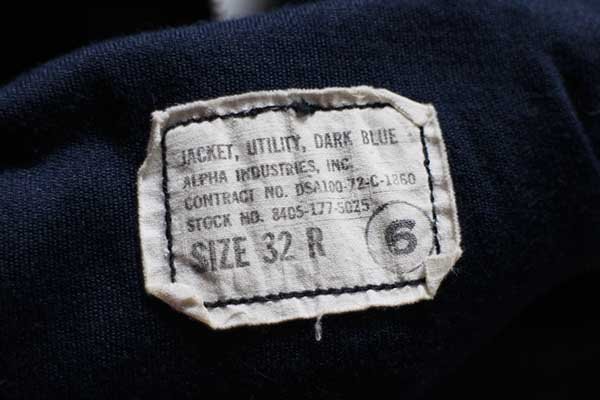 JACKET, UTILITY, DARK BLUE
ALPHA INDUSTRIES, INC.
CONTRACT NO. DSA100-72-C-1860
STOCK NO. 8405-177-5025
SIZE 32 R
6